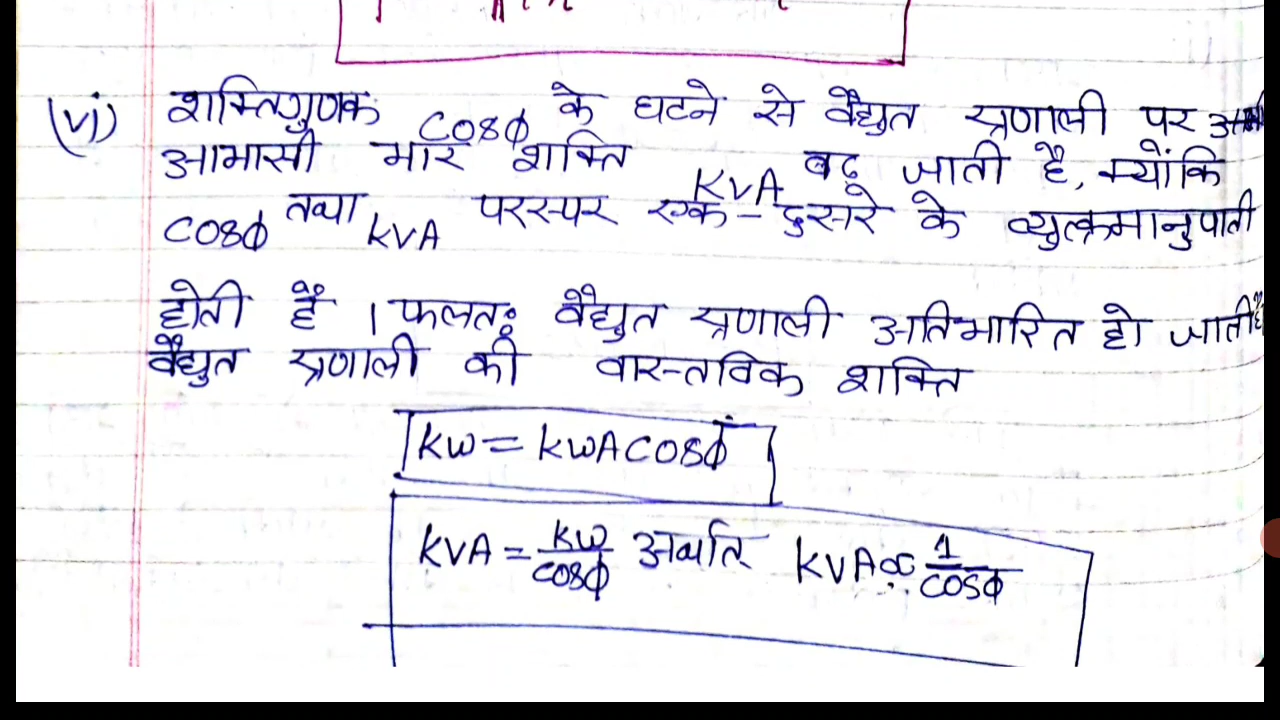 (vi) शक्तिगुणक cosϕ के घटने से वैद्युत प्रणाली पर
आभासी भार शक्ति KVA बढ़ जाती है, क्योंकि
cosϕ तथा KVA परस्पर एक-दुसरे के व्युत्क्रमानुपाती
होती हैं । फलतः वैद्युत प्रणाली अतिभारित हो जाती है
वैद्युत प्रणाली की वास्तविक शक्ति
KW = KWA COSϕ
KVA = KW/cosϕ अर्थात KVA ∝ 1/cosϕ